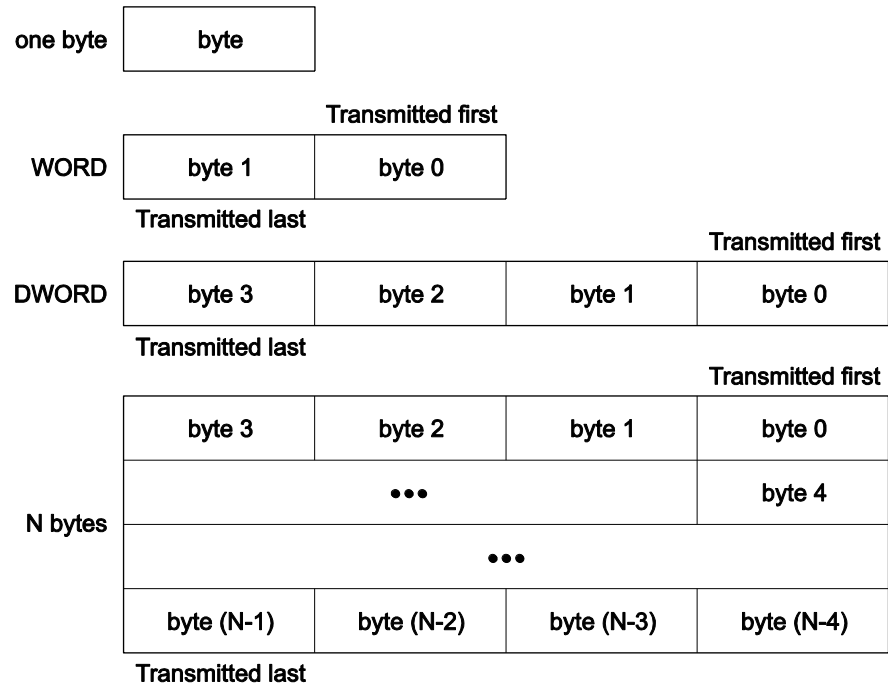 one byte byte
Transmitted first
WORD byte 1 byte 0
Transmitted last
Transmitted first
DWORD byte 3 byte 2 byte 1 byte 0
Transmitted last
Transmitted first
byte 3 byte 2 byte 1 byte 0
••• byte 4
N bytes
•••
byte (N-1) byte (N-2) byte (N-3) byte (N-4)
Transmitted last